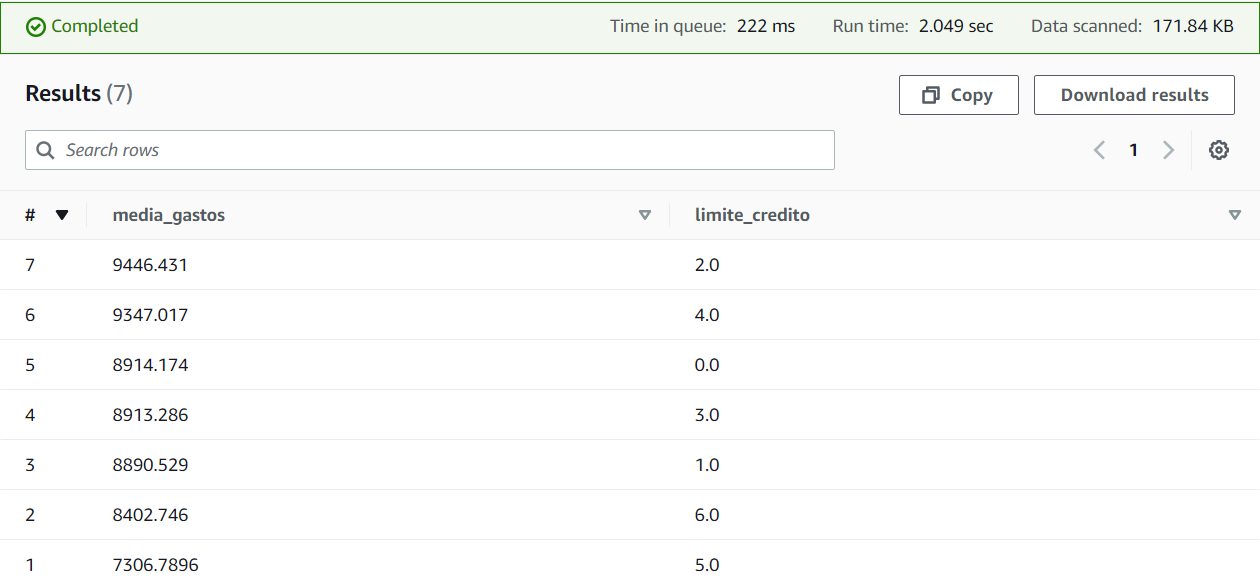 Completed Time in queue: 222 ms Run time: 2.049 sec Data scanned: 171.84 KB
Results (7) Copy Download results
Search rows 1
# media_gastos limite_credito
7 9446.431 2.0
6 9347.017 4.0
5 8914.174 0.0
4 8913.286 3.0
3 8890.529 1.0
2 8402.746 6.0
1 7306.7896 5.0